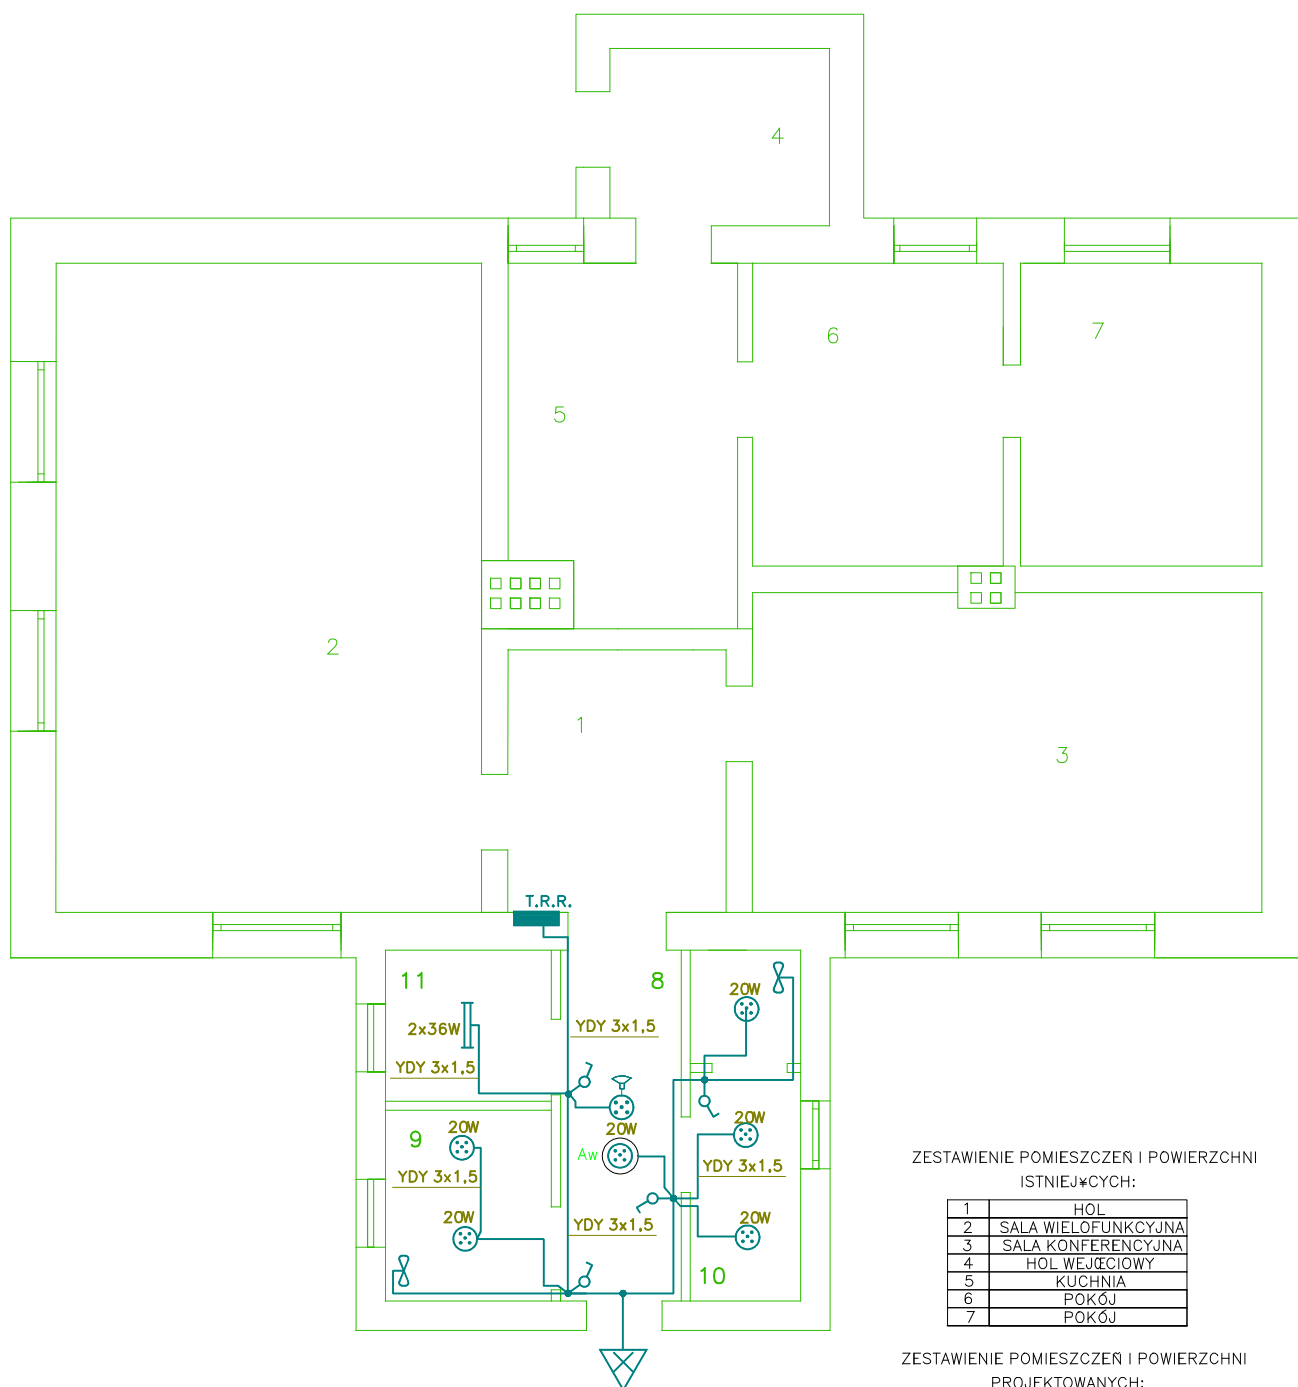 4
6
7
5
2
1
3
T.R.R.
11
8
20W
2x36W
YDY 3x1,5
YDY 3x1,5
9
20W
20W
20W
Aw
YDY 3x1,5
YDY 3x1,5
20W
YDY 3x1,5
20W
10
ZESTAWIENIE POMIESZCZEŃ I POWIERZCHNI
ISTNIEJ¥CYCH:
1 HOL
2 SALA WIELOFUNKCYJNA
3 SALA KONFERENCYJNA
4 HOL WEJŒCIOWY
5 KUCHNIA
6 POKÓJ
7 POKÓJ
ZESTAWIENIE POMIESZCZEŃ I POWIERZCHNI
PROJEKTOWANYCH: